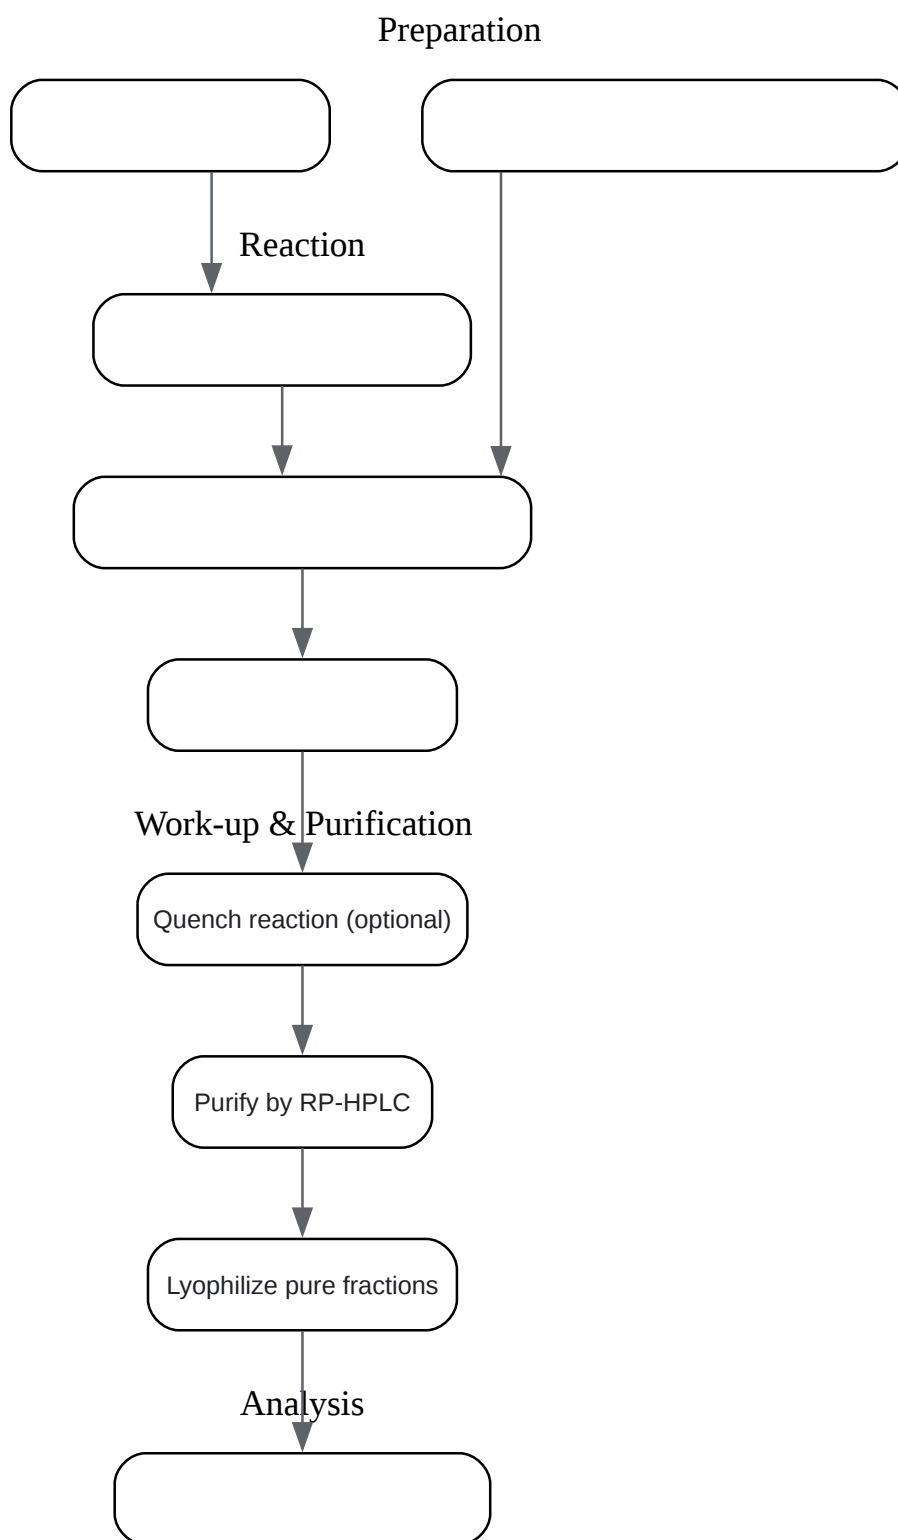 Preparation
Reaction
Work-up & Purification
Quench reaction (optional)
Purify by RP-HPLC
Lyophilize pure fractions
Analysis